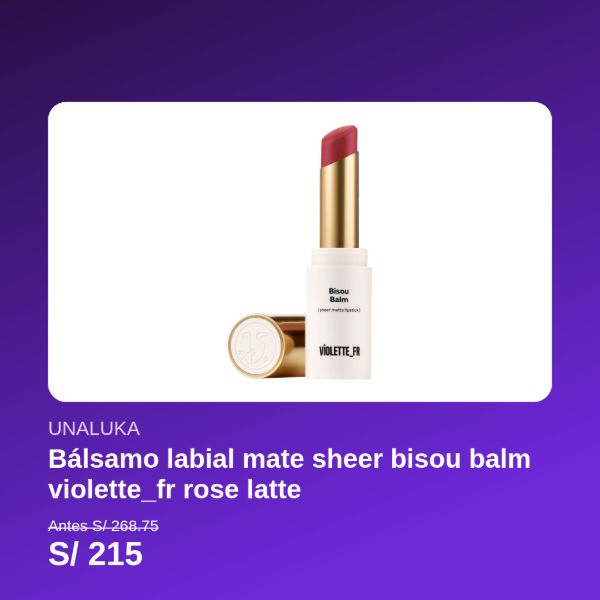 Bisou
Balm
[sheer matte lipstick]
VIOLETTE_FR
UNALUKA
Bálsamo labial mate sheer bisou balm
violette_fr rose latte
Antes S/ 268.75
S/ 215